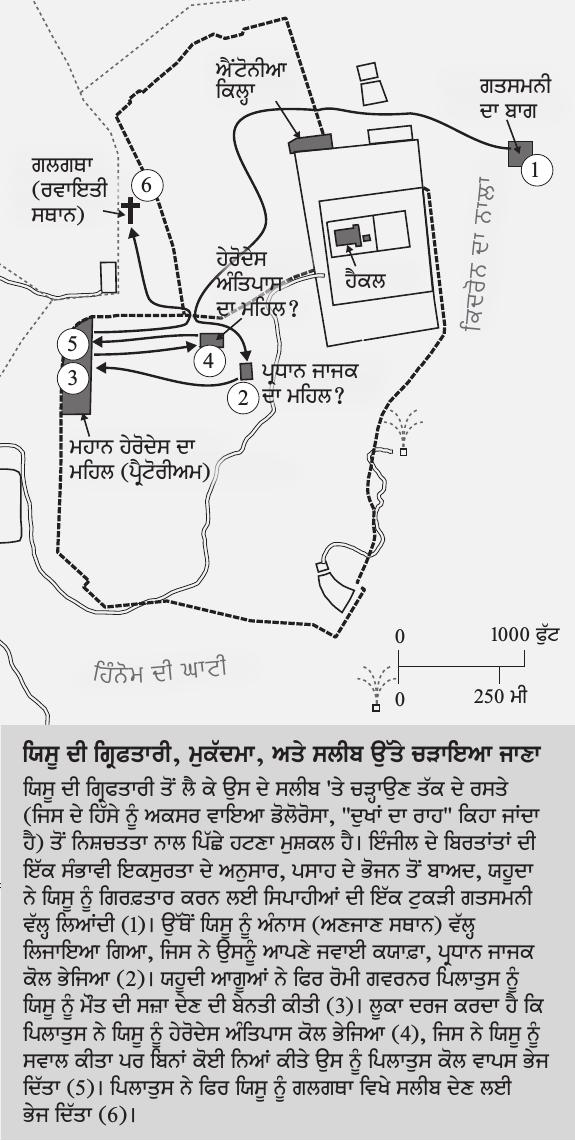 ਐਂਟੋਨੀਆ
ਕਿਲ੍ਹਾ
ਗਤਸਮਨੀ
ਦਾ ਬਾਗ
1
ਗਲਗਥਾ
(ਰਵਾਇਤੀ
ਸਥਾਨ)
6
ਕਿਦਰੋਨ ਦਾ ਨਾਲਾ
ਹੇਰੋਦੇਸ
ਅੰਤਿਪਾਸ
ਦਾ ਮਹਿਲ?
ਹੈਕਲ
5
4
3
2
ਪ੍ਰਧਾਨ ਜਾਜਕ
ਦਾ ਮਹਿਲ?
ਮਹਾਨ ਹੇਰੋਦੇਸ ਦਾ
ਮਹਿਲ (ਪ੍ਰੈਟੋਰੀਅਮ)
ਹਿੰਨੋਮ ਦੀ ਘਾਟੀ
0 1000 ਫੁੱਟ
0 250 ਮੀ
ਯਿਸੂ ਦੀ ਗ੍ਰਿਫਤਾਰੀ, ਮੁਕੱਦਮਾ, ਅਤੇ ਸਲੀਬ ਉੱਤੇ ਚੜਾਇਆ ਜਾਣਾ
ਯਿਸੂ ਦੀ ਗ੍ਰਿਫਤਾਰੀ ਤੋਂ ਲੈ ਕੇ ਉਸ ਦੇ ਸਲੀਬ 'ਤੇ ਚੜ੍ਹਾਉਣ ਤੱਕ ਦੇ ਰਸਤੇ
(ਜਿਸ ਦੇ ਹਿੱਸੇ ਨੂੰ ਅਕਸਰ ਵਾਇਆ ਡੋਲੋਰੋਸਾ, "ਦੁਖਾਂ ਦਾ ਰਾਹ" ਕਿਹਾ ਜਾਂਦਾ
ਹੈ) ਤੋਂ ਨਿਸ਼ਚਤਤਾ ਨਾਲ ਪਿੱਛੇ ਹਟਣਾ ਮੁਸ਼ਕਲ ਹੈ। ਇੰਜੀਲ ਦੇ ਬਿਰਤਾਂਤਾਂ ਦੀ
ਇੱਕ ਸੰਭਾਵੀ ਇਕਸੁਰਤਾ ਦੇ ਅਨੁਸਾਰ, ਪਸਾਹ ਦੇ ਭੋਜਨ ਤੋਂ ਬਾਅਦ, ਯਹੂਦਾ
ਨੇ ਯਿਸੂ ਨੂੰ ਗਿਰਫ਼ਤਾਰ ਕਰਨ ਲਈ ਸਿਪਾਹੀਆਂ ਦੀ ਇੱਕ ਟੁਕੜੀ ਗਤਸਮਨੀ
ਵੱਲ੍ਹ ਲਿਆਂਦੀ (1)। ਉੱਥੋਂ ਯਿਸੂ ਨੂੰ ਅੰਨਾਸ (ਅਣਜਾਣ ਸਥਾਨ) ਵੱਲ੍ਹ
ਲਿਜਾਇਆ ਗਿਆ, ਜਿਸ ਨੇ ਉਸਨੂੰ ਆਪਣੇ ਜਵਾਈ ਕਯਾਫ਼ਾ, ਪ੍ਰਧਾਨ ਜਾਜਕ
ਕੋਲ ਭੇਜਿਆ (2)। ਯਹੂਦੀ ਆਗੂਆਂ ਨੇ ਫਿਰ ਰੋਮੀ ਗਵਰਨਰ ਪਿਲਾਤੁਸ ਨੂੰ
ਯਿਸੂ ਨੂੰ ਮੌਤ ਦੀ ਸਜ਼ਾ ਦੇਣ ਦੀ ਬੇਨਤੀ ਕੀਤੀ (3)। ਲੂਕਾ ਦਰਜ ਕਰਦਾ ਹੈ ਕਿ
ਪਿਲਾਤੁਸ ਨੇ ਯਿਸੂ ਨੂੰ ਹੇਰੋਦੇਸ ਅੰਤਿਪਾਸ ਕੋਲ ਭੇਜਿਆ (4), ਜਿਸ ਨੇ ਯਿਸੂ ਨੂੰ
ਸਵਾਲ ਕੀਤਾ ਪਰ ਬਿਨਾਂ ਕੋਈ ਨਿਆਂ ਕੀਤੇ ਉਸ ਨੂੰ ਪਿਲਾਤੁਸ ਕੋਲ ਵਾਪਸ ਭੇਜ
ਦਿੱਤਾ (5)। ਪਿਲਾਤੁਸ ਨੇ ਫਿਰ ਯਿਸੂ ਨੂੰ ਗਲਗਥਾ ਵਿਖੇ ਸਲੀਬ ਦੇਣ ਲਈ
ਭੇਜ ਦਿੱਤਾ (6)।